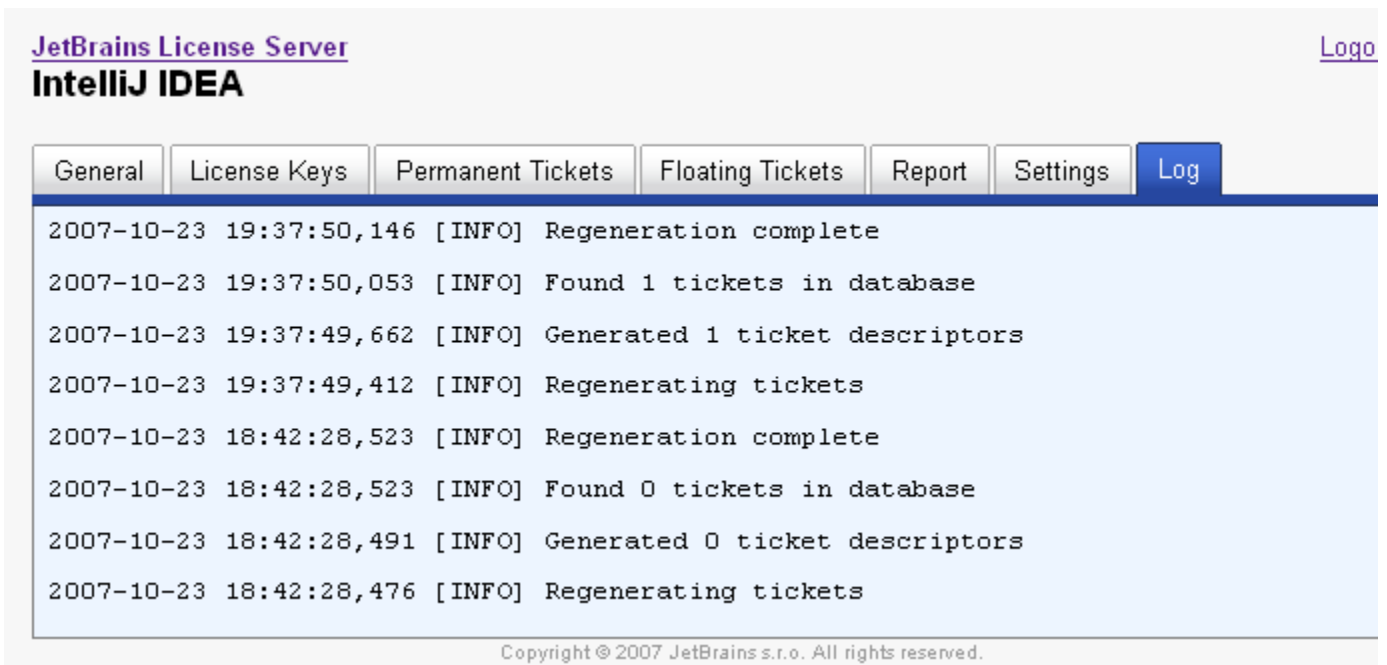 JetBrains License Server
Logo
IntelliJ IDEA
General License Keys Permanent Tickets Floating Tickets Report Settings Log
2007-10-23 19:37:50,146 [INFO] Regeneration complete
2007-10-23 19:37:50,053 [INFO] Found 1 tickets in database
2007-10-23 19:37:49,662 [INFO] Generated 1 ticket descriptors
2007-10-23 19:37:49,412 [INFO] Regenerating tickets
2007-10-23 18:42:28,523 [INFO] Regeneration complete
2007-10-23 18:42:28,523 [INFO] Found 0 tickets in database
2007-10-23 18:42:28,491 [INFO] Generated 0 ticket descriptors
2007-10-23 18:42:28,476 [INFO] Regenerating tickets
Copyright © 2007 JetBrains s.r.o. All rights reserved.